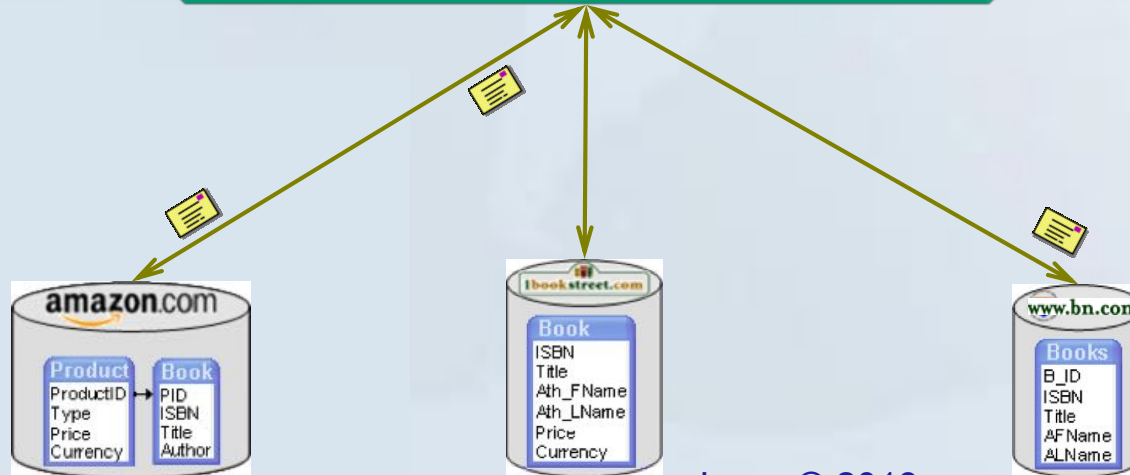 amazon.com
Product
ProductID
Type
Price
Currency
Book
PID
ISBN
Title
Author
1bookstreet.com
Book
ISBN
Title
Ath_FName
Ath_LName
Price
Currency
www.bn.com
Books
B_ID
ISBN
Title
AFName
ALName